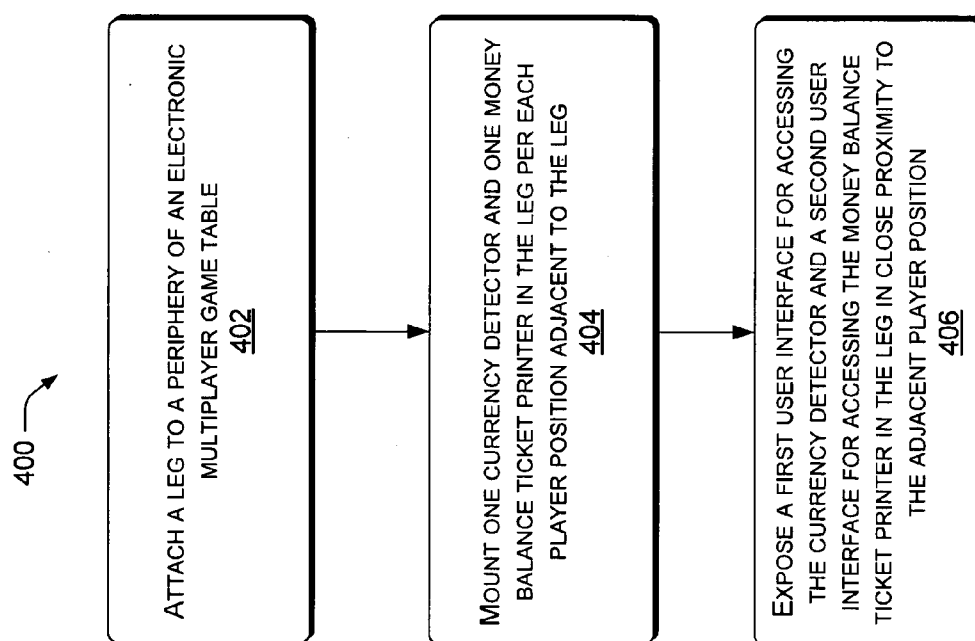 400
ATTACH A LEG TO A PERIPHERY OF AN ELECTRONIC
MULTIPLAYER GAME TABLE
402
MOUNT ONE CURRENCY DETECTOR AND ONE MONEY
BALANCE TICKET PRINTER IN THE LEG PER EACH
PLAYER POSITION ADJACENT TO THE LEG
404
EXPOSE A FIRST USER INTERFACE FOR ACCESSING
THE CURRENCY DETECTOR AND A SECOND USER
INTERFACE FOR ACCESSING THE MONEY BALANCE
TICKET PRINTER IN THE LEG IN CLOSE PROXIMITY TO
THE ADJACENT PLAYER POSITION
406